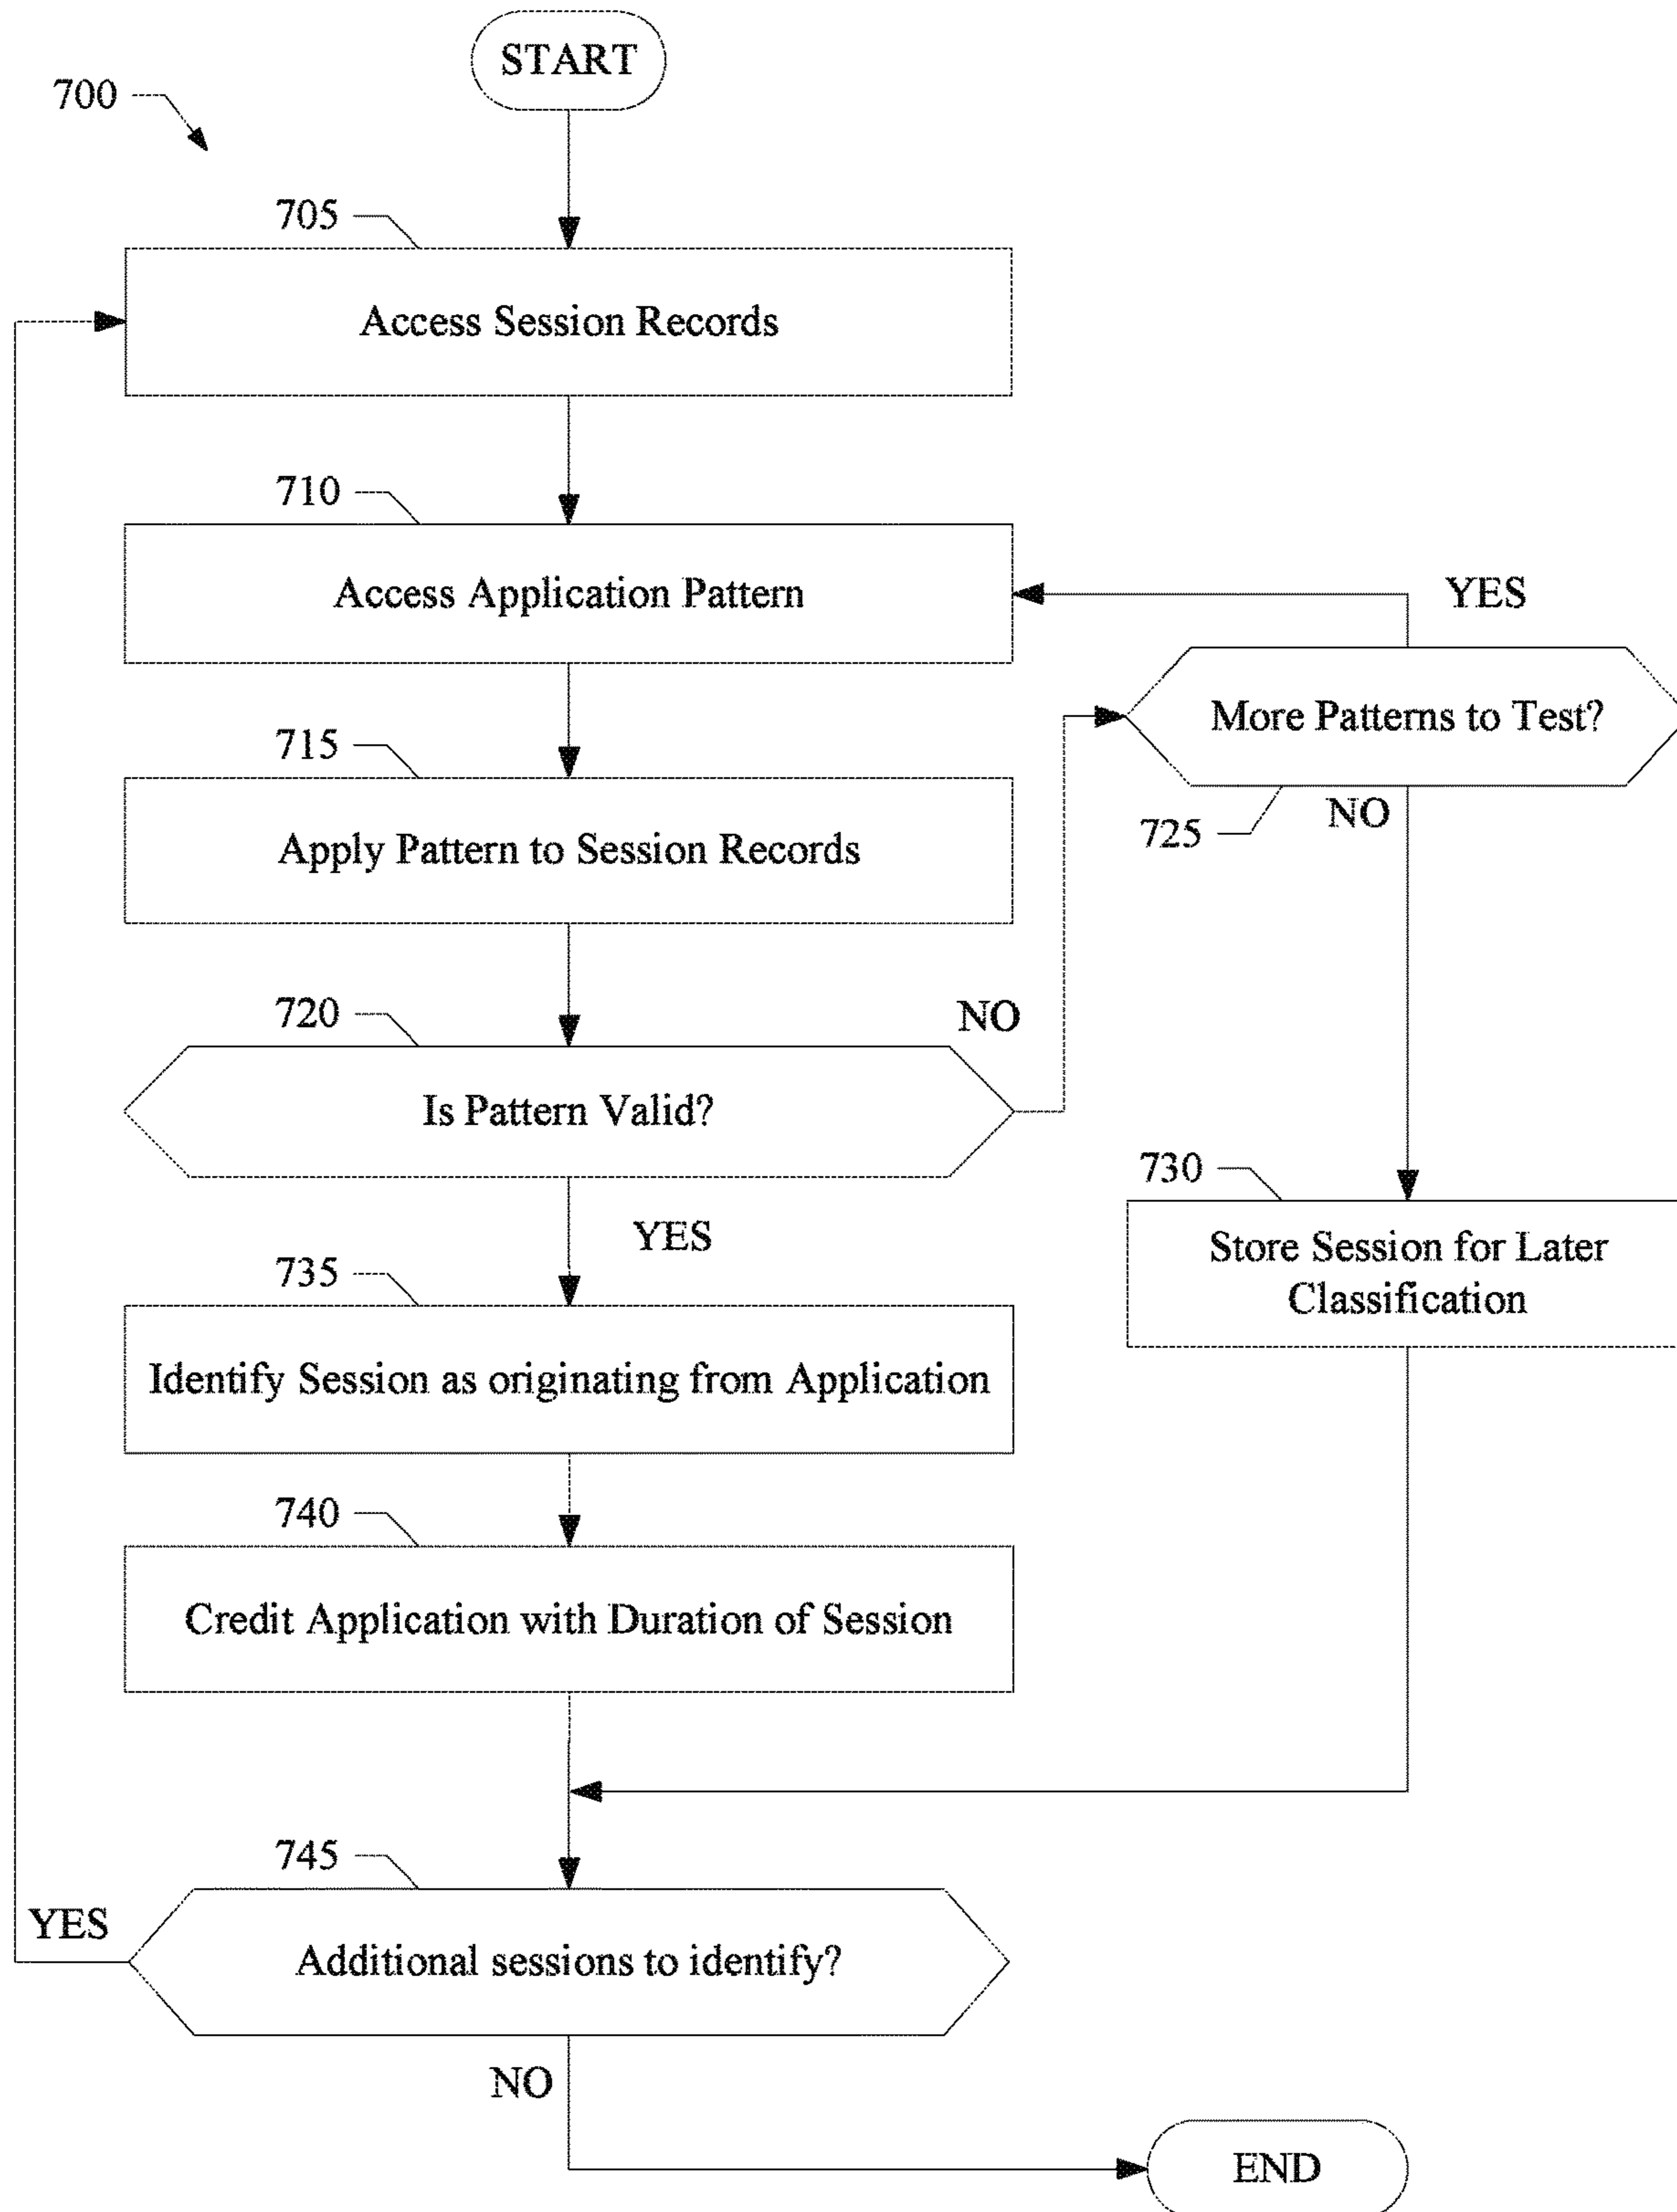 START
700
705
Access Session Records
710
Access Application Pattern
YES
More Patterns to Test?
715
725
NO
Apply Pattern to Session Records
720
NO
Is Pattern Valid?
730
YES
Store Session for Later
Classification
735
Identify Session as originating from Application
740
Credit Application with Duration of Session
745
YES
Additional sessions to identify?
NO
END